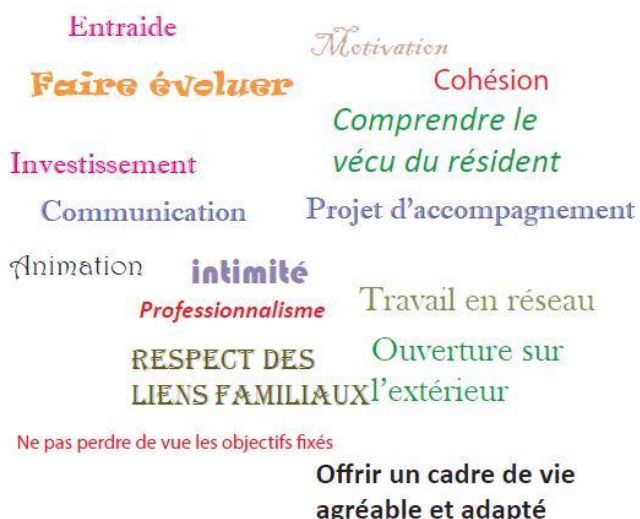 Entraide
Motivation
Faire évoluer
Cohésion
Comprendre le
vécu du résident
Investissement
Communication
Projet d'accompagnement
Animation
intimité
Professionnalisme
Travail en réseau
RESPECT DES
LIENS FAMILIAUX
Ouverture sur
l'extérieur
Ne pas perdre de vue les objectifs fixés
Offrir un cadre de vie
agréable et adapté